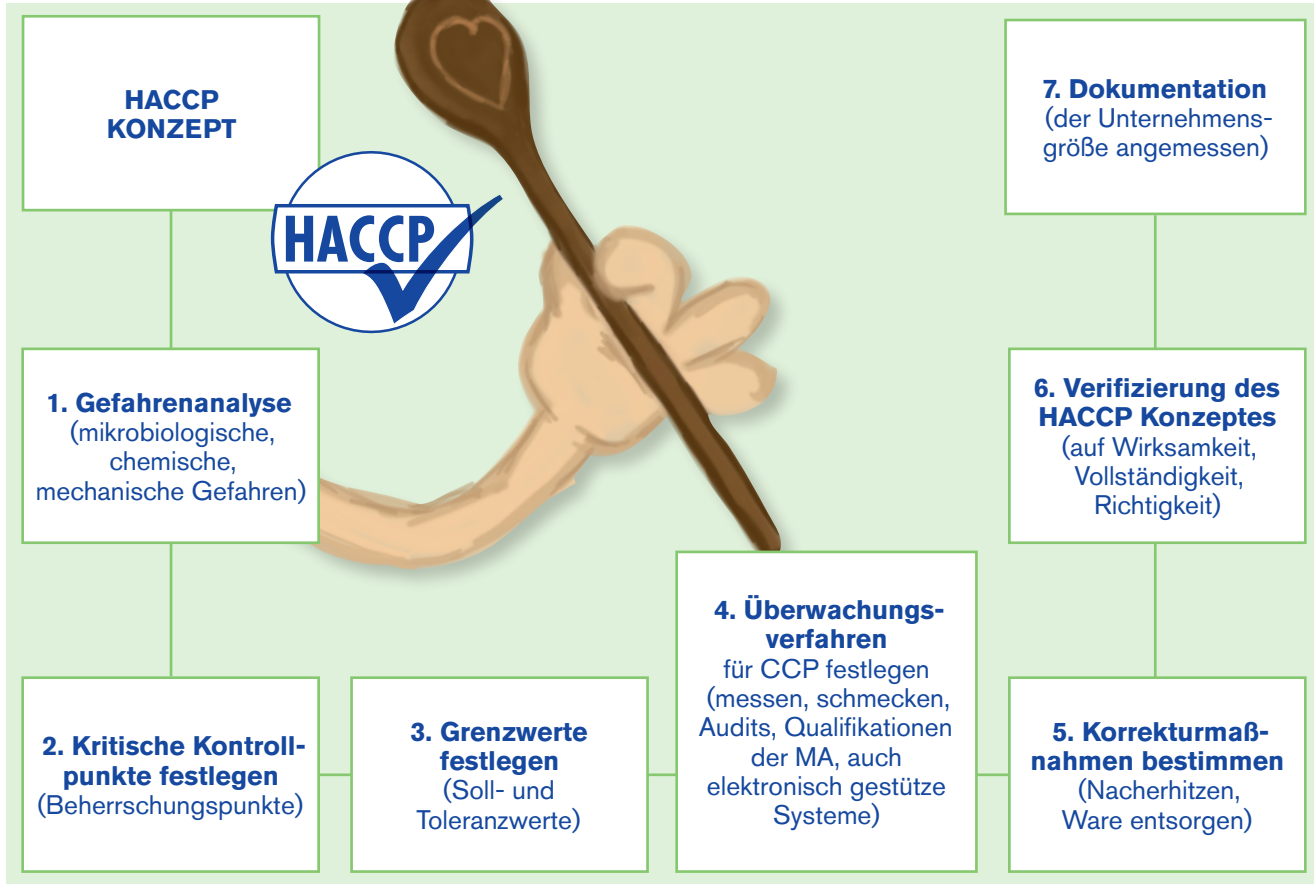 HACCP
KONZEPT
HACCP
1. Gefahrenanalyse
(mikrobiologische,
chemische,
mechanische Gefahren)
2. Kritische Kontroll-
punkte festlegen
(Beherrschungspunkte)
3. Grenzwerte
festlegen
(Soll- und
Toleranzwerte)
4. Überwachungs-
verfahren
für CCP festlegen
(messen, schmecken,
Audits, Qualifikationen
der MA, auch
elektronisch gestütze
Systeme)
5. Korrekturmaß-
nahmen bestimmen
(Nacherhitzen,
Ware entsorgen)
6. Verifizierung des
HACCP Konzeptes
(auf Wirksamkeit,
Vollständigkeit,
Richtigkeit)
7. Dokumentation
(der Unternehmens-
größe angemessen)